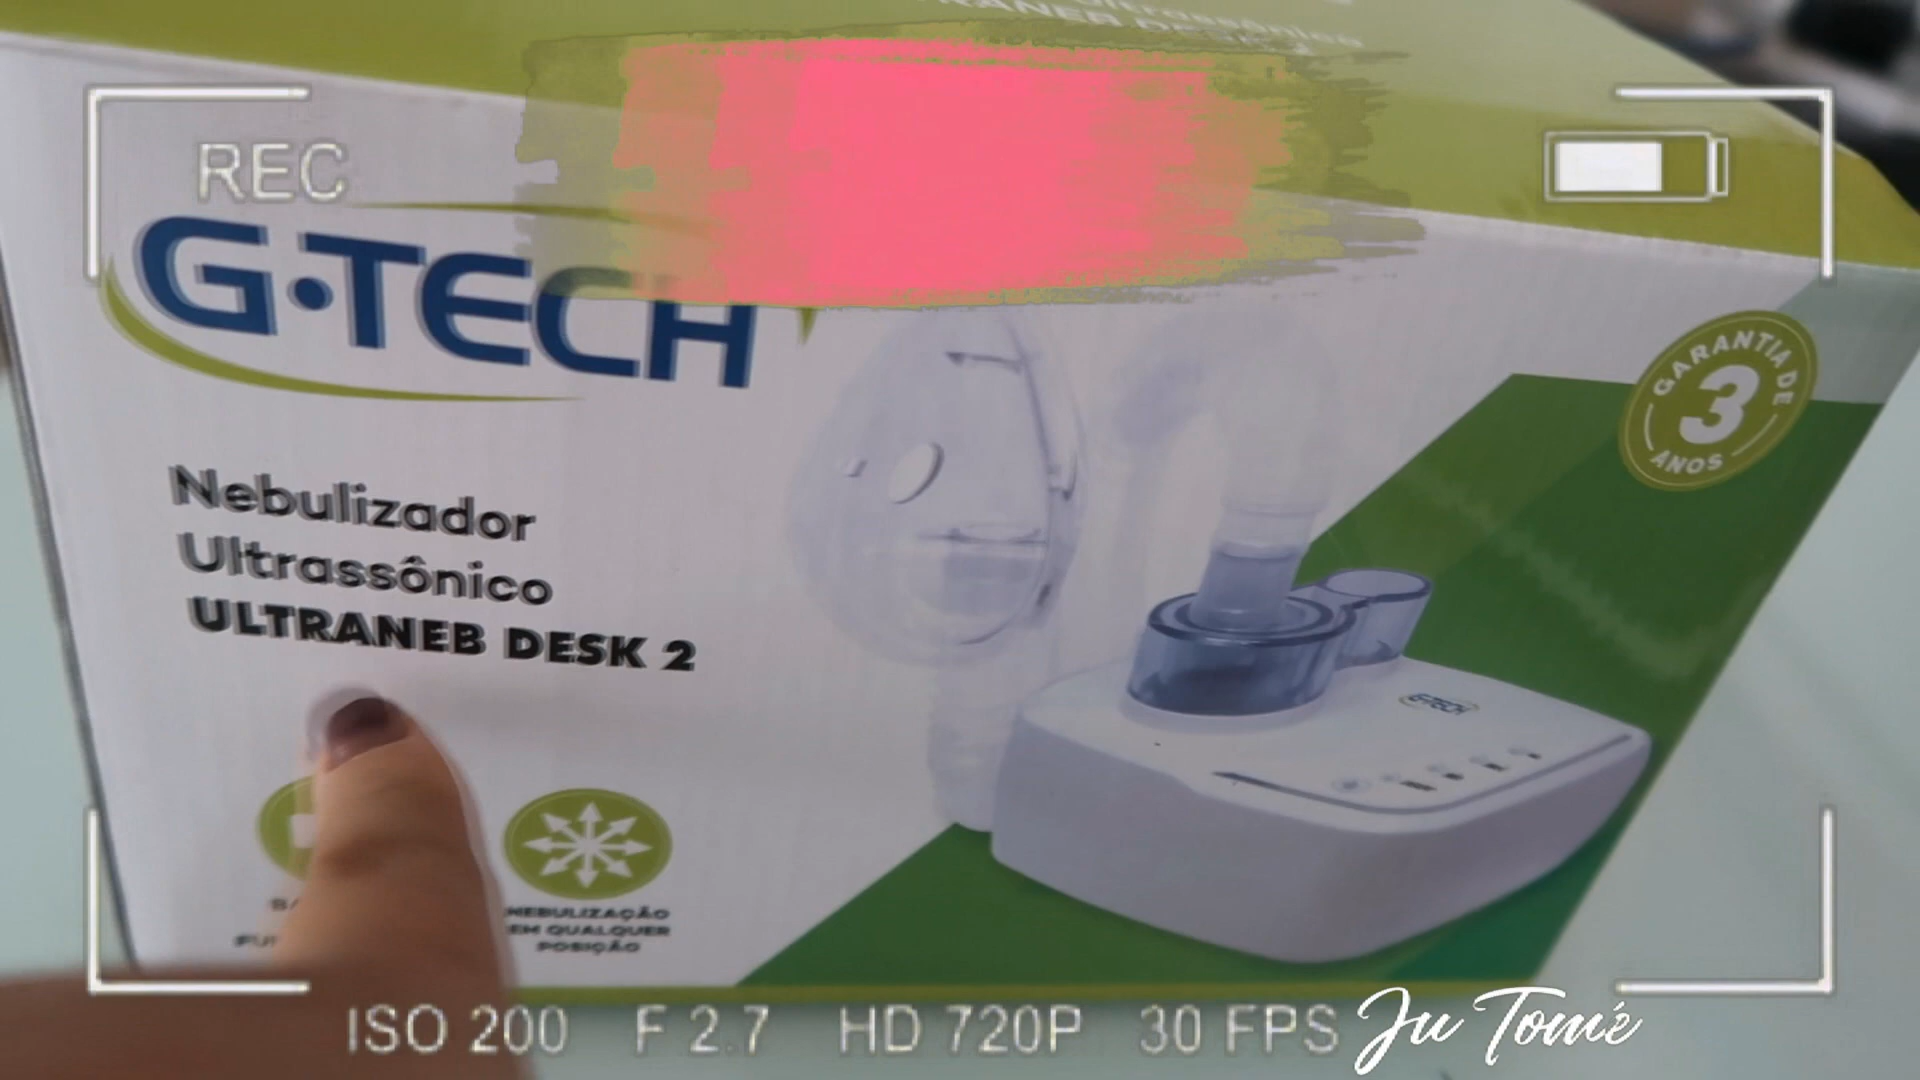 REC
G·TECH
GARANTIA DE
3
ANOS
Nebulizador
Ultrassônico
ULTRANEB DESK 2
G·TECH
NEBULIZAÇÃO
EM QUALQUER
POSIÇÃO
ISO 200 F 2.7 HD 720P 30 FPS
Ju Tomé